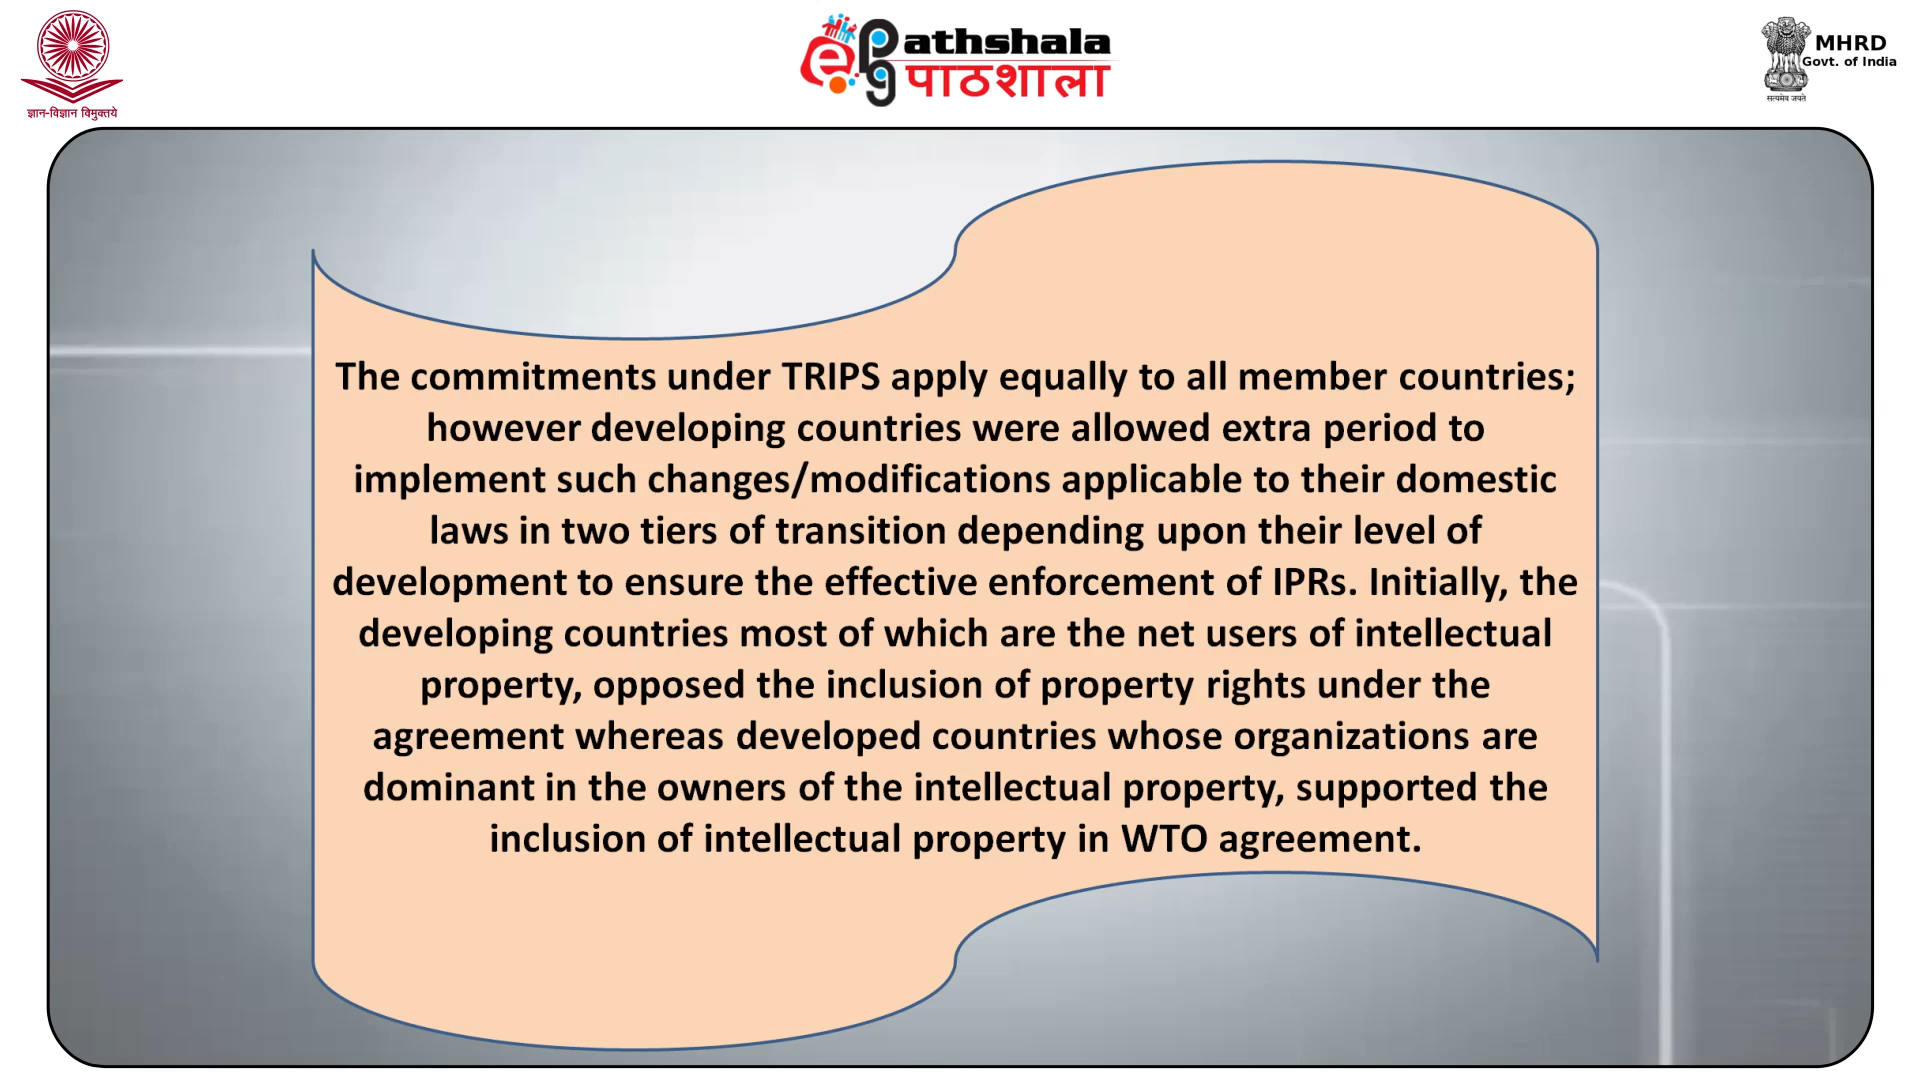 ज्ञान-विज्ञान विमुक्तये
e pg athshala
पाठशाला
MHRD
Govt. of India
सत्यमेव जयते
The commitments under TRIPS apply equally to all member countries;
however developing countries were allowed extra period to
implement such changes/modifications applicable to their domestic
laws in two tiers of transition depending upon their level of
development to ensure the effective enforcement of IPRs. Initially, the
developing countries most of which are the net users of intellectual
property, opposed the inclusion of property rights under the
agreement whereas developed countries whose organizations are
dominant in the owners of the intellectual property, supported the
inclusion of intellectual property in WTO agreement.